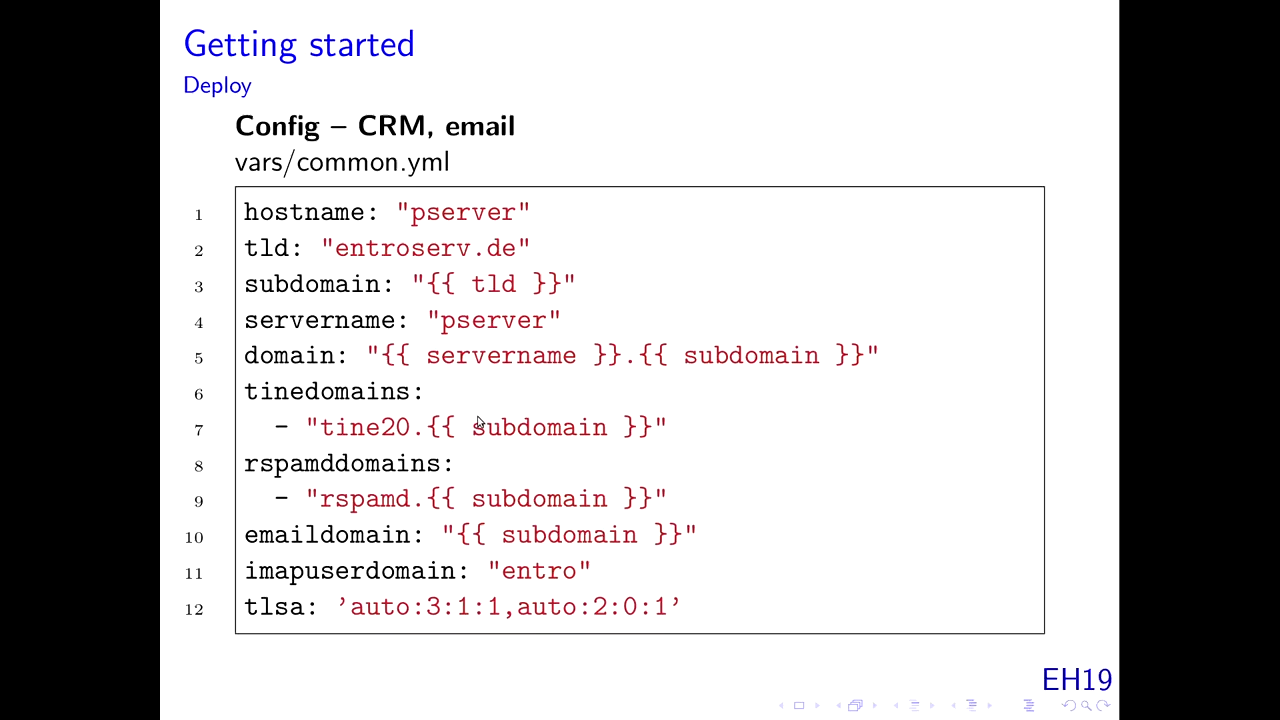 Getting started
Deploy
Config – CRM, email
vars/common.yml
1 hostname: "pserver"
2 tld: "entroserv.de"
3 subdomain: "{{ tld }}"
4 servername: "pserver"
5 domain: "{{ servername }}.{{ subdomain }}"
6 tinedomains:
7   - "tine20.{{ subdomain }}"
8 rspamddomains:
9   - "rspamd.{{ subdomain }}"
10 emaildomain: "{{ subdomain }}"
11 imapuserdomain: "entro"
12 tlsa: ’auto:3:1:1,auto:2:0:1’
EH19